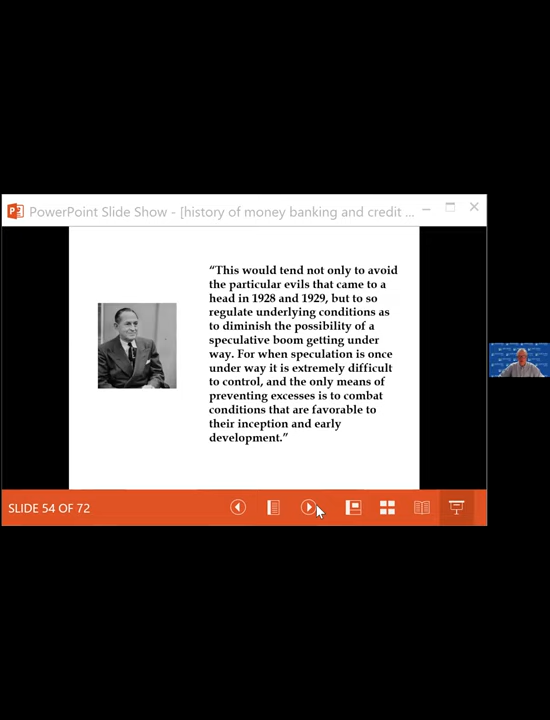 PowerPoint Slide Show - [history of money banking and credit ...
“This would tend not only to avoid
the particular evils that came to a
head in 1928 and 1929, but to so
regulate underlying conditions as
to diminish the possibility of a
speculative boom getting under
way. For when speculation is once
under way it is extremely difficult
to control, and the only means of
preventing excesses is to combat
conditions that are favorable to
their inception and early
development.”
SLIDE 54 OF 72